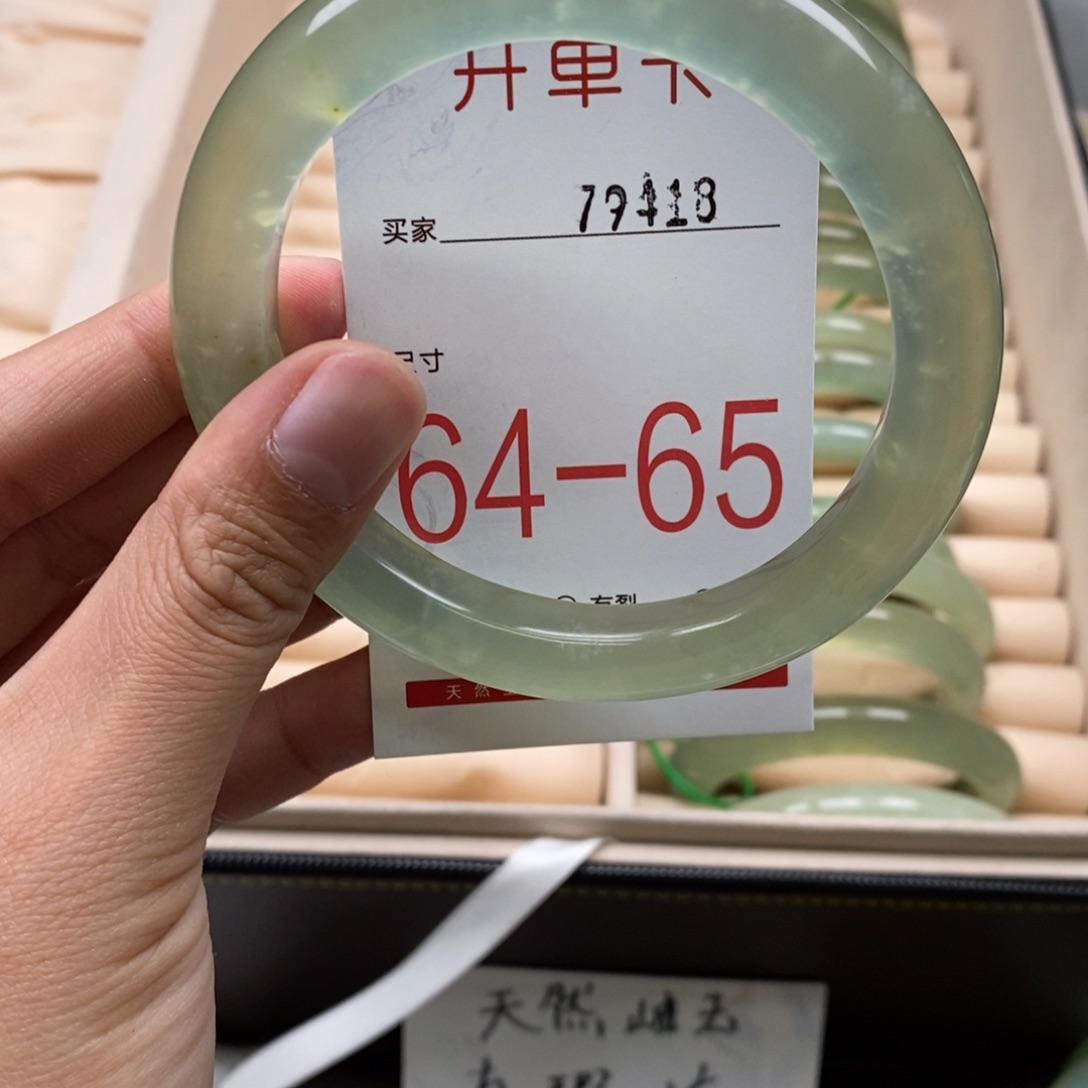 开单卡
买家 79418
尺寸
64-65
有裂
天然
天然岫玉